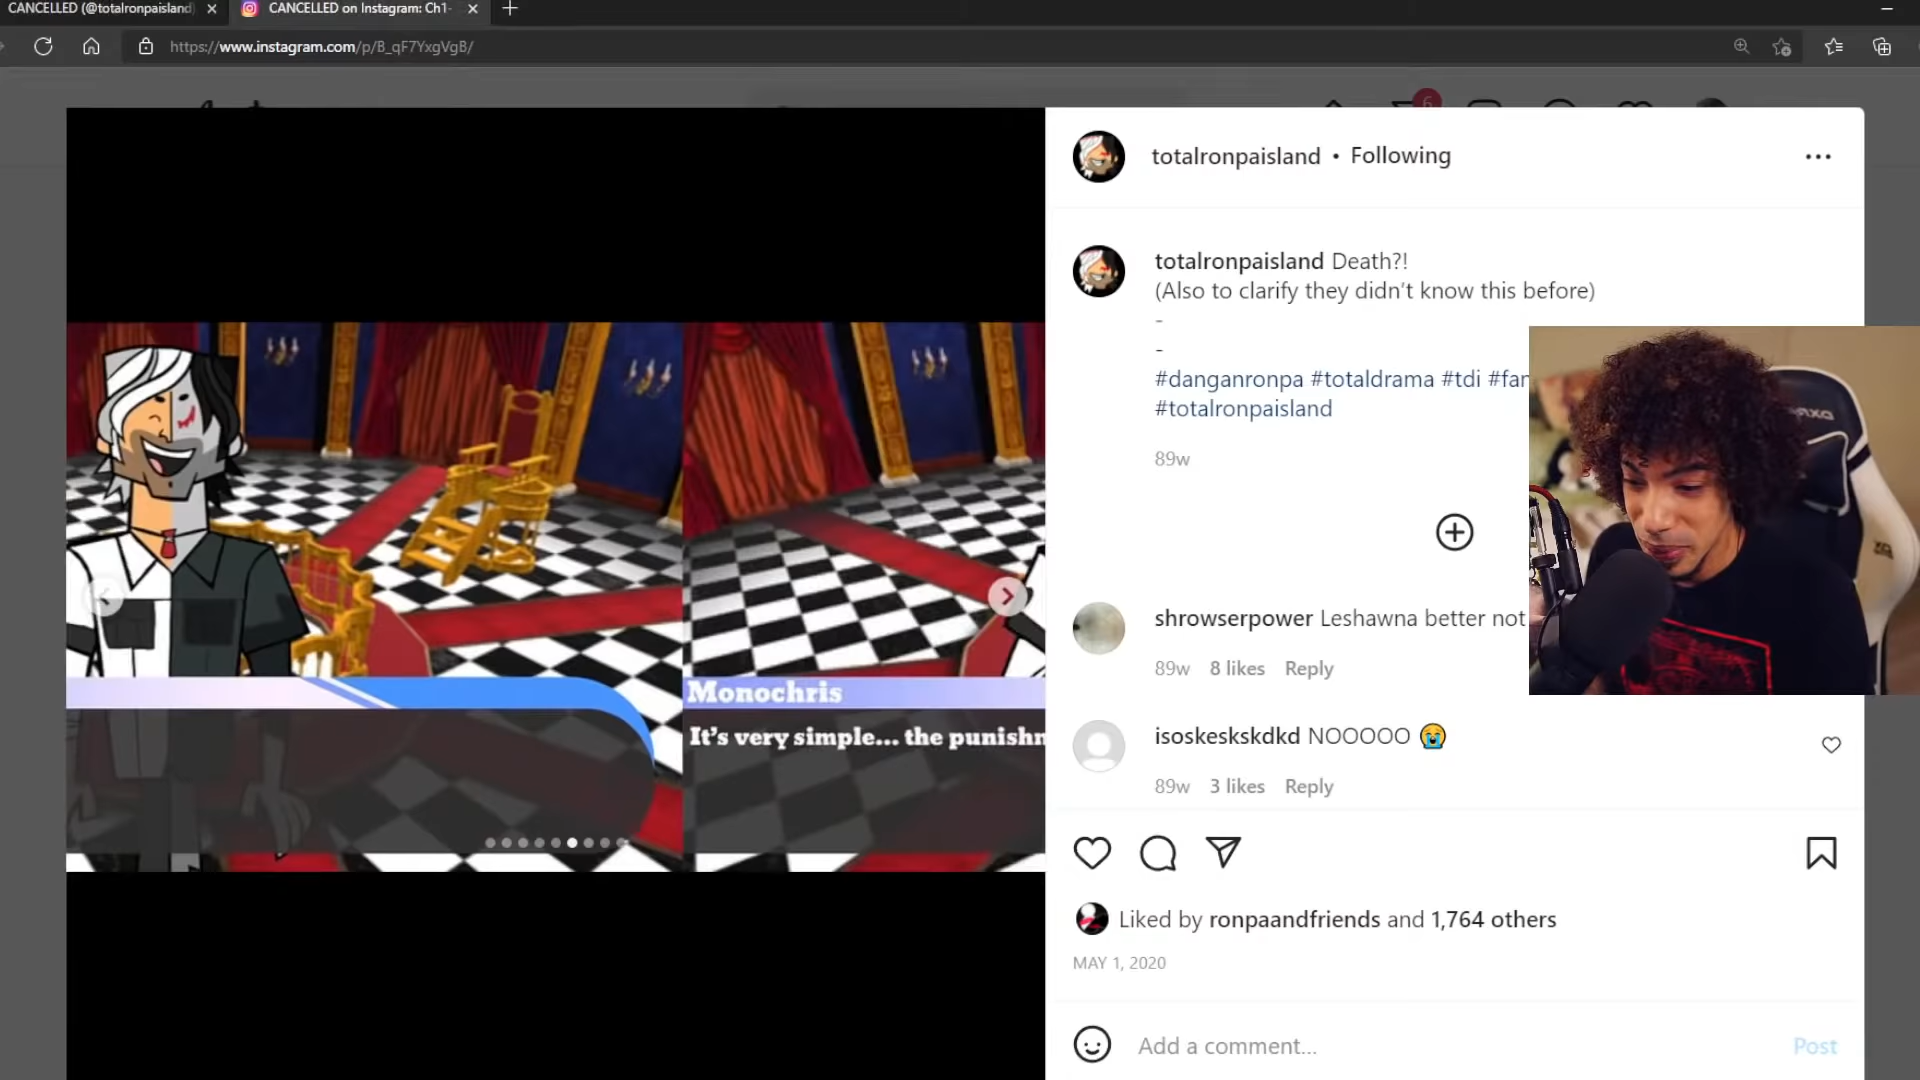 CANCELLED (@totalronpaisland)
CANCELLED on Instagram: Ch1-
https://www.instagram.com/p/B_qF7YxgVgB/
6
totalronpaisland • Following
totalronpaisland Death?!
(Also to clarify they didn't know this before)
-
-
#danganronpa #totaldrama #tdi #fan
#totalronpaisland
89w
shrowserpower Leshawna better not
89w 8 likes Reply
isoskeskskdkd NOOOOO 😭
89w 3 likes Reply
Monochris
It's very simple... the punishm
Liked by ronpaandfriends and 1,764 others
MAY 1, 2020
Add a comment...
Post